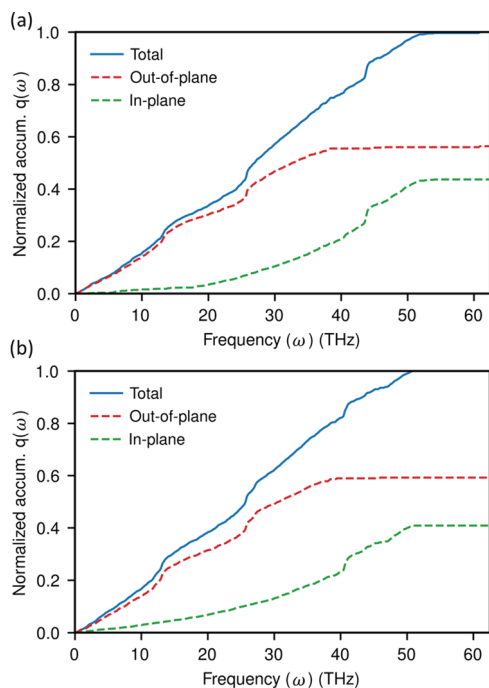 (a)
1.0
0.8
0.6
0.4
0.2
0.0
Normalized accum. q(ω)
Total
Out-of-plane
In-plane
0 10 20 30 40 50 60
Frequency (ω) (THz)
(b)
1.0
0.8
0.6
0.4
0.2
0.0
Normalized accum. q(ω)
Total
Out-of-plane
In-plane
0 10 20 30 40 50 60
Frequency (ω) (THz)